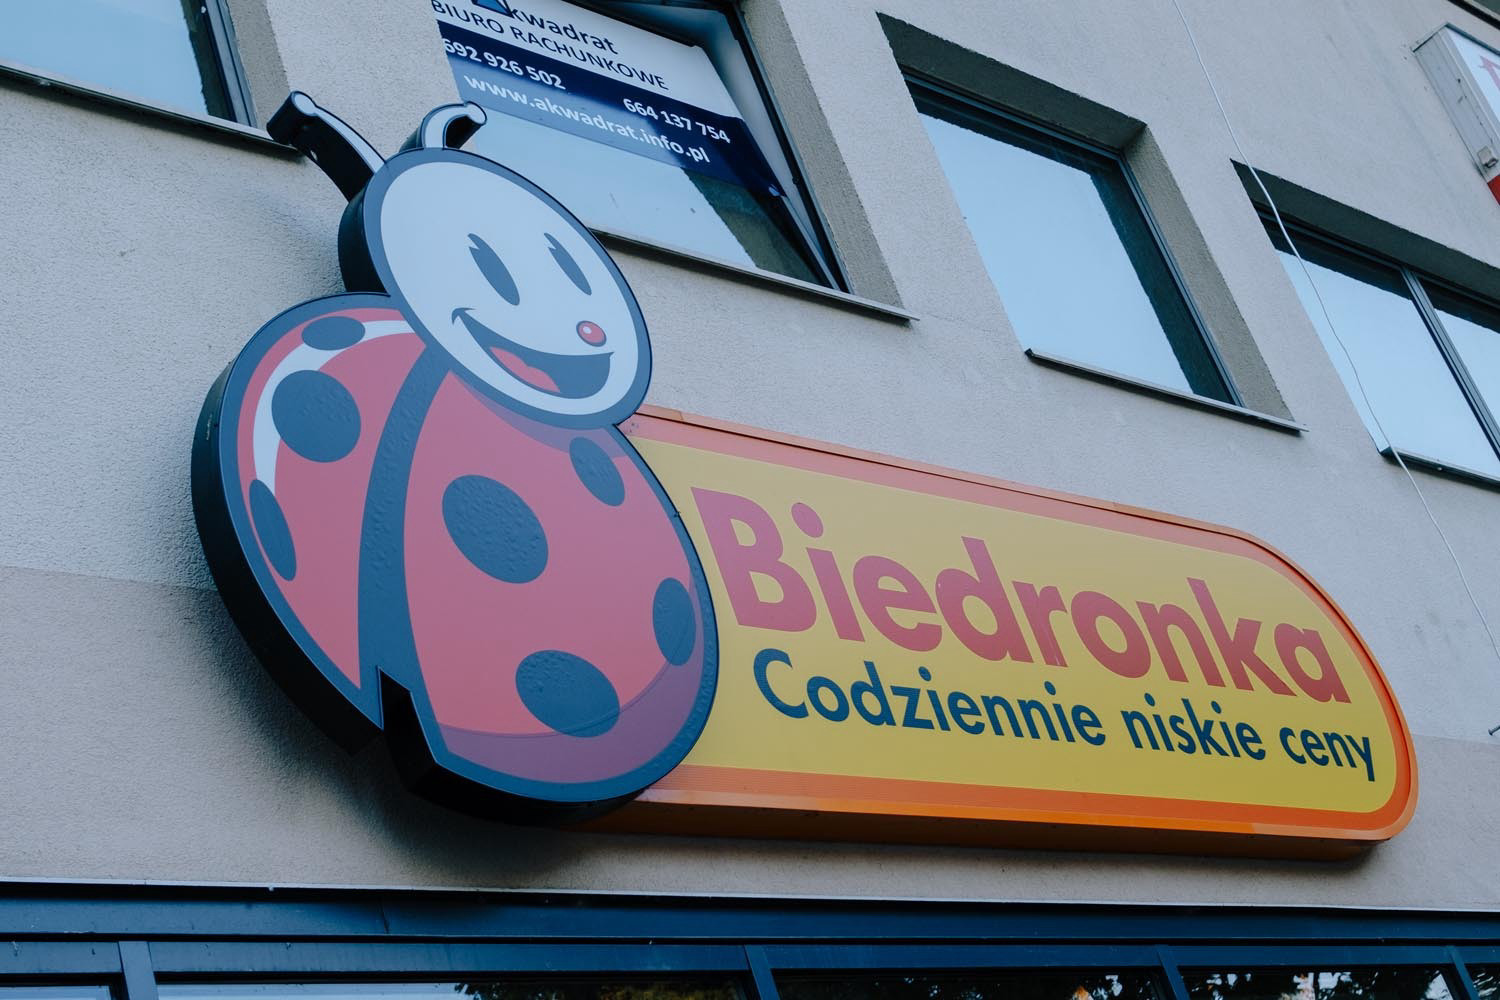 Akwadrat
BIURO RACHUNKOWE
692 926 502
664 137 754
www.akwadrat.info.pl
Biedronka
Codziennie niskie ceny